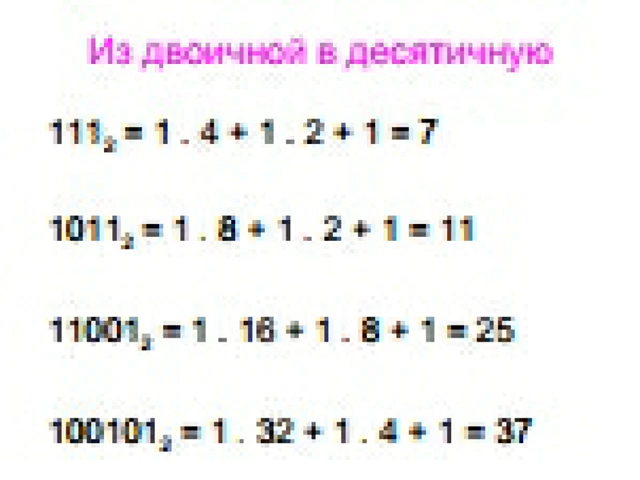 Из двоичной в десятичную
111₂ = 1 . 4 + 1 . 2 + 1 = 7
1011₂ = 1 . 8 + 1 . 2 + 1 = 11
11001₂ = 1 . 16 + 1 . 8 + 1 = 25
100101₂ = 1 . 32 + 1 . 4 + 1 = 37